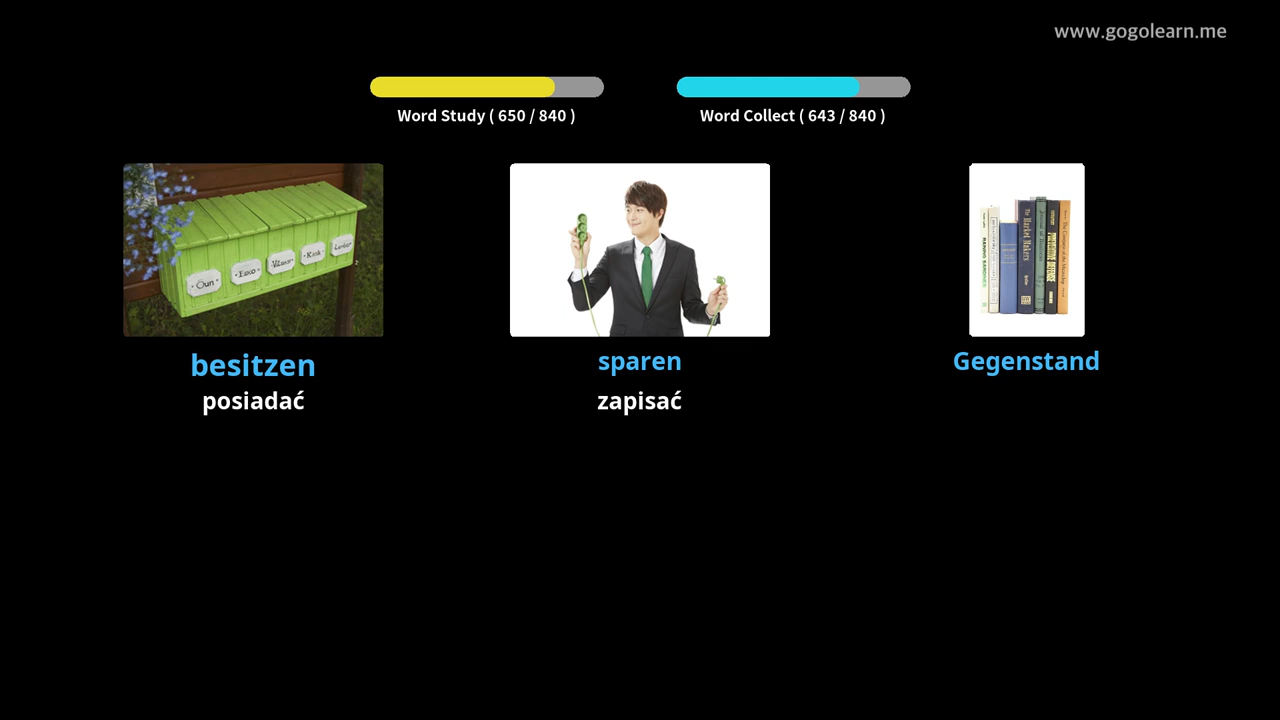 www.gogolearn.me
Word Study ( 650 / 840 )
Word Collect ( 643 / 840 )
besitzen
posiadać
sparen
zapisać
Gegenstand